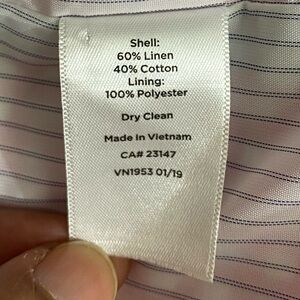 Shell:
60% Linen
40% Cotton
Lining:
100% Polyester
Dry Clean
Made in Vietnam
CA# 23147
VN1953 01/19